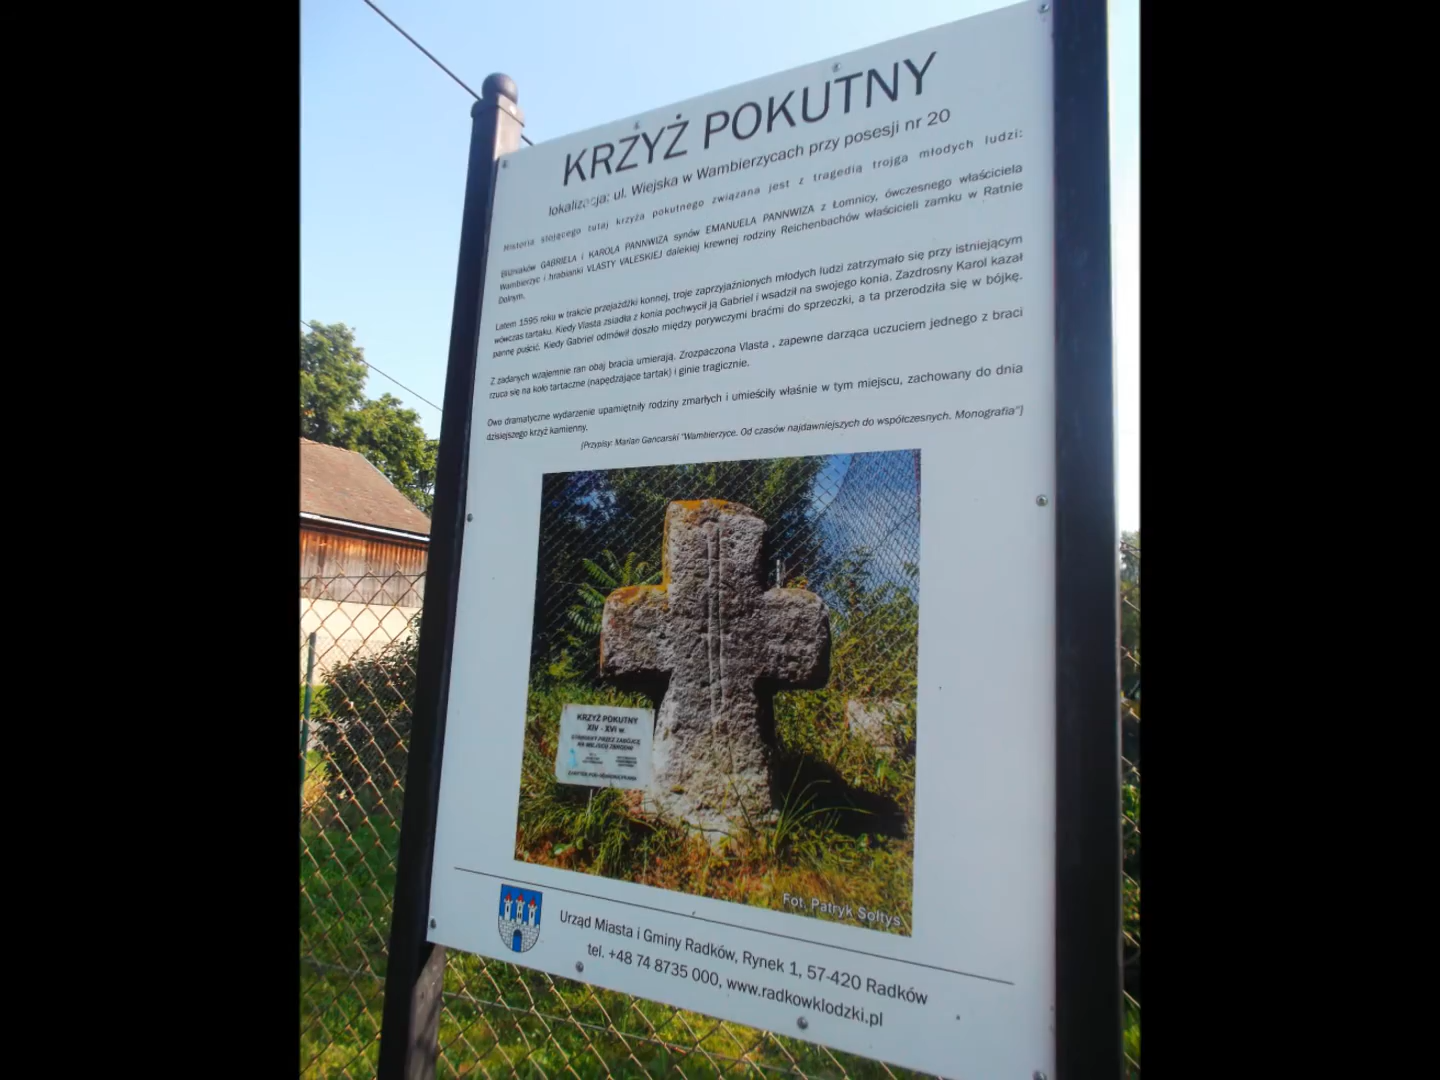 KRZYŻ POKUTNY
lokalizacja: ul. Wiejska w Wambierzycach przy posesji nr 20
Historia stojącego tutaj krzyża pokutnego związana jest z tragedią trojga młodych ludzi:
Bliźniaków GABRIELA i KAROLA PANNWIZA synów EMANUELA PANNWIZA z Łomnicy, ówczesnego właściciela
Wambierzyc i hrabianki VLASTY VALESKIEJ dalekiej krewnej rodziny Reichenbachów właścicieli zamku w Ratnie
Dolnym.
Latem 1595 roku w trakcie przejażdżki konnej, troje zaprzyjaźnionych młodych ludzi zatrzymało się przy istniejącym
wówczas tartaku. Kiedy Vlasta zsiadła z konia pochwycił ją Gabriel i wsadził na swojego konia. Zazdrosny Karol kazał
pannę puścić. Kiedy Gabriel odmówił doszło między porywczymi braćmi do sprzeczki, a ta przerodziła się w bójkę.
Z zadanych wzajemnie ran obaj bracia umierają. Zrozpaczona Vlasta , zapewne darząca uczuciem jednego z braci
rzuca się na koło tartaczne (napędzające tartak) i ginie tragicznie.
Owo dramatyczne wydarzenie upamiętniły rodziny zmarłych i umieściły właśnie w tym miejscu, zachowany do dnia
dzisiejszego krzyż kamienny.
[Przypisy: Marian Gancarski "Wambierzyce. Od czasów najdawniejszych do współczesnych. Monografia"]
KRZYŻ POKUTNY
XIV - XVI w
STAWIANY PRZEZ ZABÓJCĘ
NA MIEJSCU ZBRODNI
Fot. Patryk Sołtys
Urząd Miasta i Gminy Radków, Rynek 1, 57-420 Radków
tel. +48 74 8735 000, www.radkowklodzki.pl